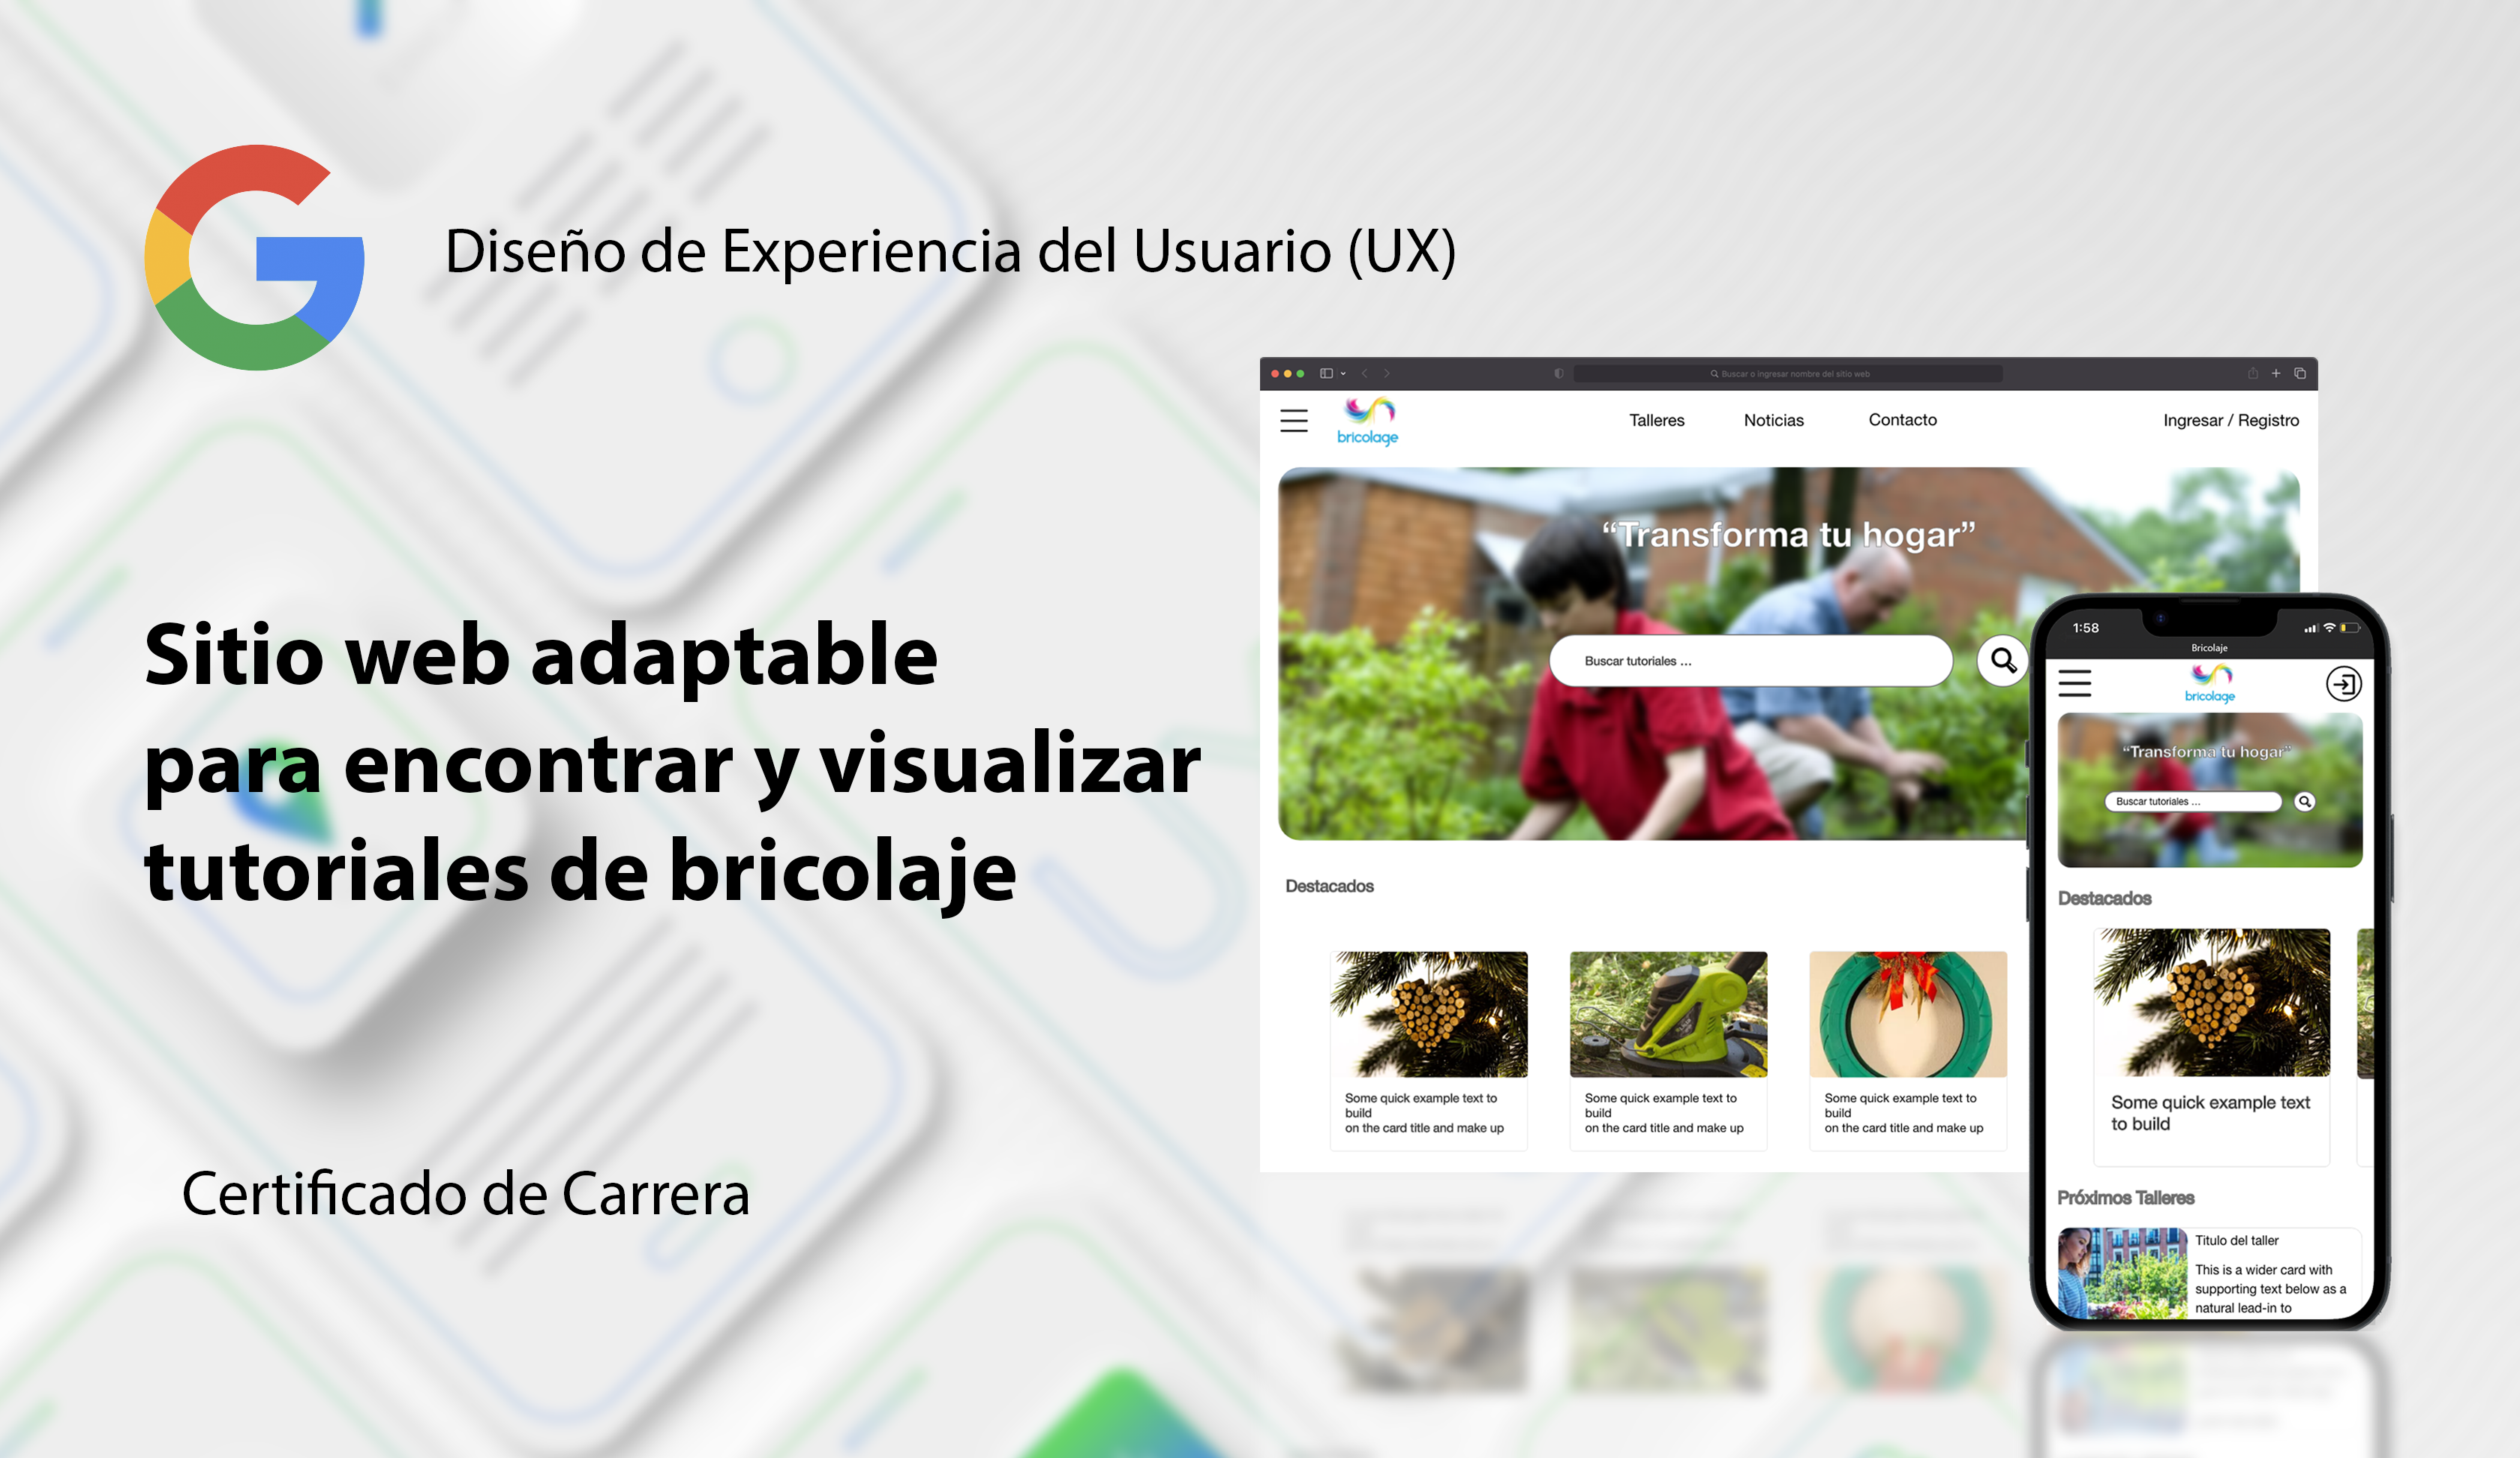 Diseño de Experiencia del Usuario (UX)
Sitio web adaptable
para encontrar y visualizar
tutoriales de bricolaje
Certificado de Carrera
Buscar o ingresar nombre del sitio web
bricolage
Talleres
Noticias
Contacto
Ingresar / Registro
“Transforma tu hogar”
Buscar tutoriales ...
Destacados
Some quick example text to
build
on the card title and make up
Some quick example text to
build
on the card title and make up
Some quick example text to
build
on the card title and make up
1:58
Bricolaje
bricolage
“Transforma tu hogar”
Buscar tutoriales ...
Destacados
Some quick example text
to build
Próximos Talleres
Titulo del taller
This is a wider card with
supporting text below as a
natural lead-in to